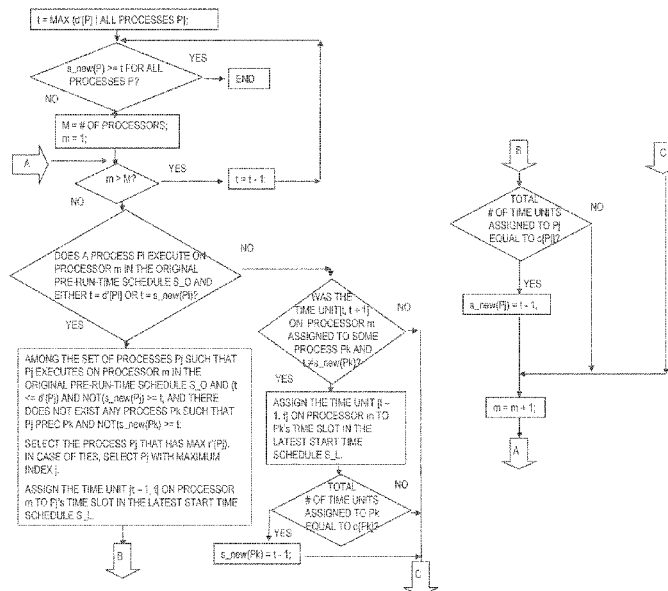 t = MAX {d'[P] | ALL PROCESSES P};
s_new(P) >= t FOR ALL
PROCESSES P?
YES
END
NO
M = # OF PROCESSORS;
m = 1;
A
m > M?
YES
t = t - 1;
NO
DOES A PROCESS Pi EXECUTE ON
PROCESSOR m IN THE ORIGINAL
PRE-RUN-TIME SCHEDULE S_O AND
EITHER t = d'[Pi] OR t = s_new(Pi)?
NO
YES
AMONG THE SET OF PROCESSES Pj SUCH THAT
Pj EXECUTES ON PROCESSOR m IN THE
ORIGINAL PRE-RUN-TIME SCHEDULE S_O AND (t
<= d'(Pj) AND NOT(s_new(Pj) >= t, AND THERE
DOES NOT EXIST ANY PROCESS Pk SUCH THAT
Pj PREC Pk AND NOT(s_new(Pk) >= t:
SELECT THE PROCESS Pj THAT HAS MAX r'(Pj).
IN CASE OF TIES, SELECT Pj WITH MAXIMUM
INDEX j.
ASSIGN THE TIME UNIT [t - 1, t] ON PROCESSOR
m TO Pj's TIME SLOT IN THE LATEST START TIME
SCHEDULE S_L.
B
WAS THE
TIME UNIT[t, t + 1]
ON PROCESSOR m
ASSIGNED TO SOME
PROCESS Pk AND
t≠s_new(Pk)?
NO
YES
ASSIGN THE TIME UNIT [t -
1, t] ON PROCESSOR m TO
Pk's TIME SLOT IN THE
LATEST START TIME
SCHEDULE S_L.
TOTAL
# OF TIME UNITS
ASSIGNED TO Pk
EQUAL TO c[Pk]?
NO
YES
s_new(Pk) = t - 1;
C
B
C
TOTAL
# OF TIME UNITS
ASSIGNED TO Pj
EQUAL TO c[Pj]?
NO
YES
s_new(Pj) = t - 1;
m = m + 1;
A